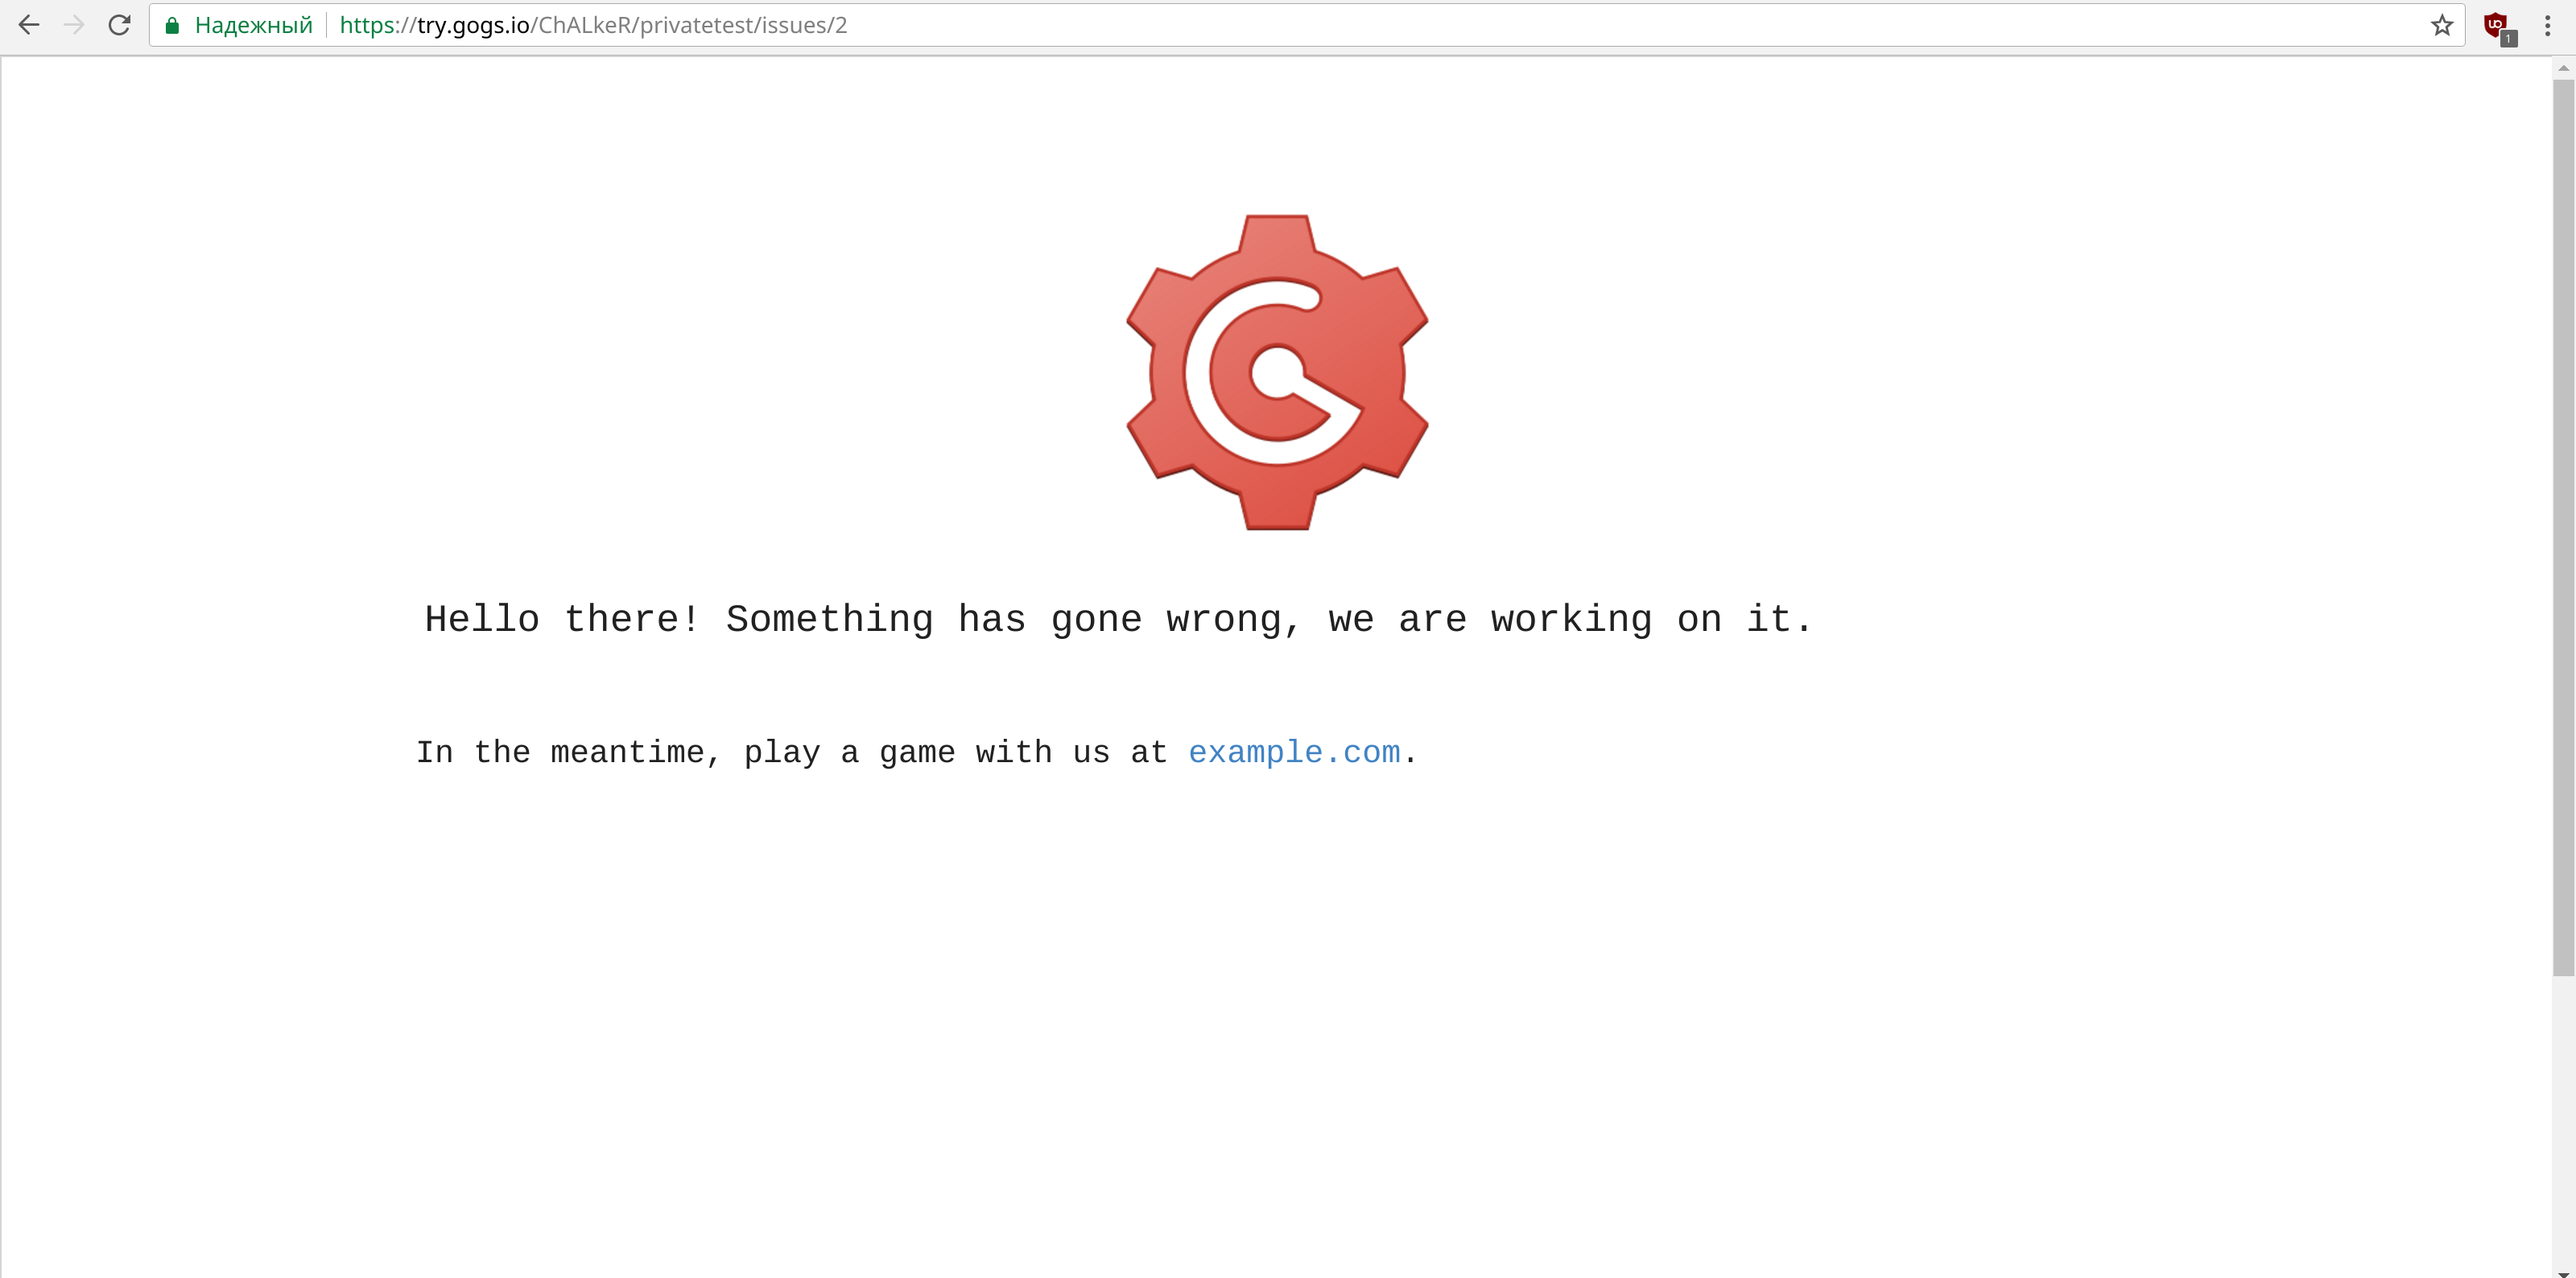 Надежный https://try.gogs.io/ChALkeR/privatetest/issues/2
1
Hello there! Something has gone wrong, we are working on it.
In the meantime, play a game with us at example.com.